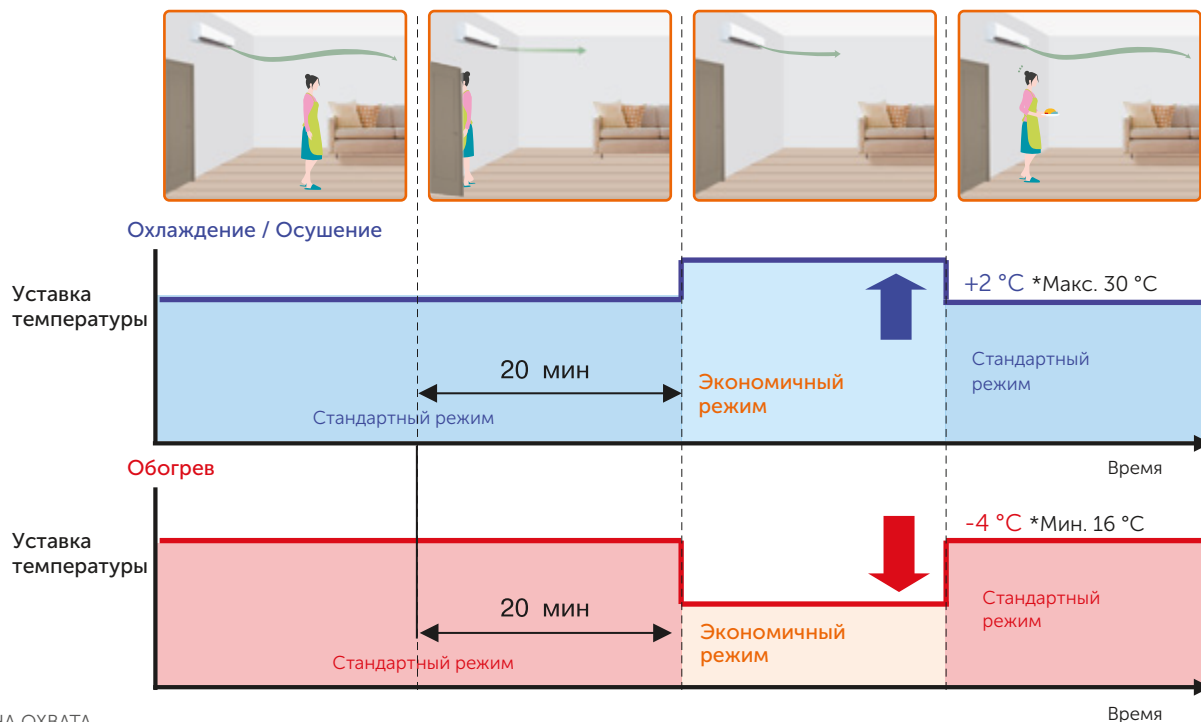 Охлаждение / Осушение
Уставка
температуры
+2 °C *Макс. 30 °C
20 мин
Экономичный
режим
Стандартный
режим
Стандартный режим
Время
Обогрев
Уставка
температуры
-4 °C *Мин. 16 °C
20 мин
Экономичный
режим
Стандартный
режим
Стандартный режим
Время
ОХВАТА